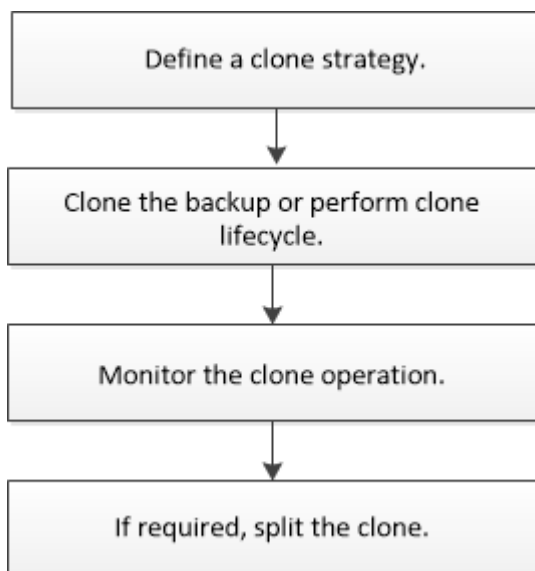 Define a clone strategy.
Clone the backup or perform clone
lifecycle.
Monitor the clone operation.
If required, split the clone.